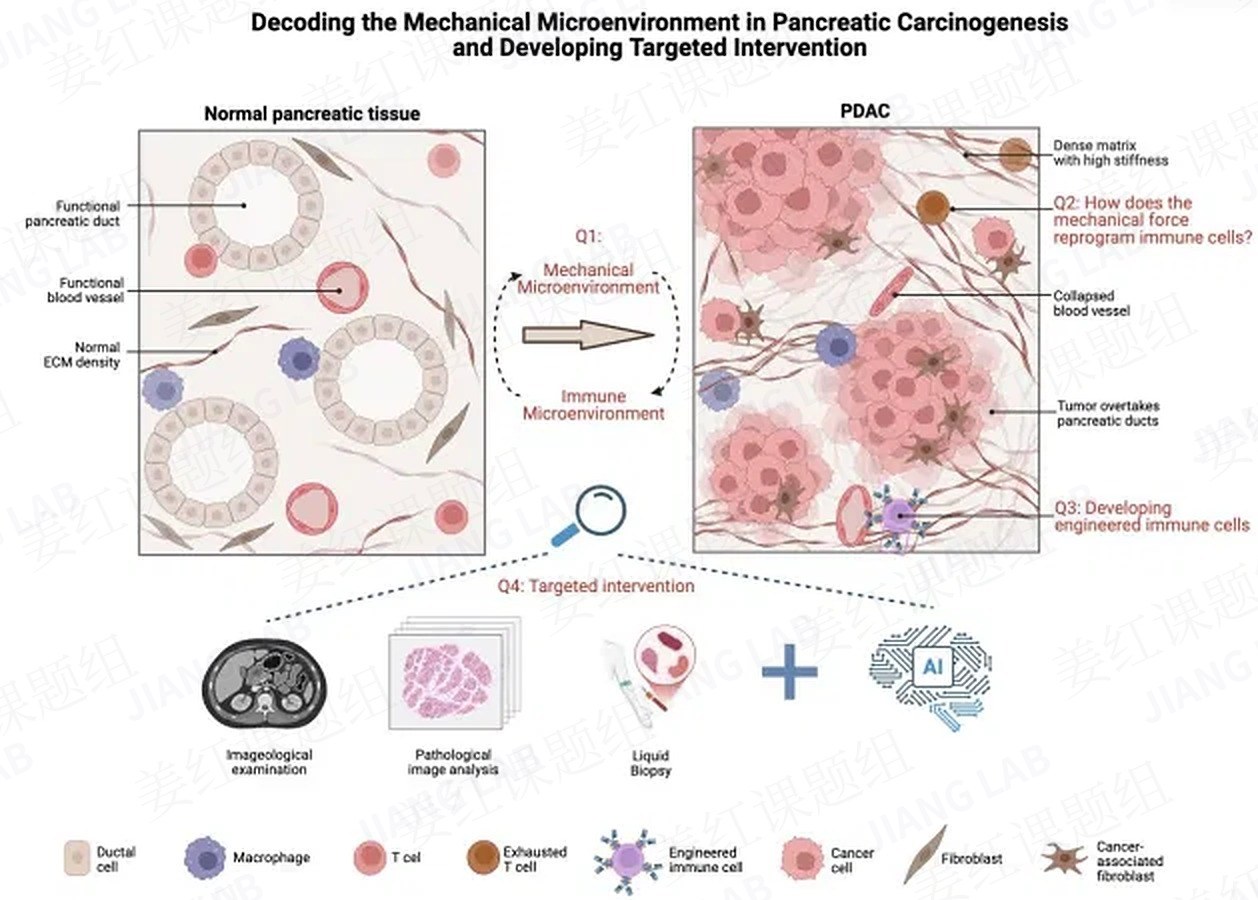 Decoding the Mechanical Microenvironment in Pancreatic Carcinogenesis
and Developing Targeted Intervention
Normal pancreatic tissue
PDAC
Functional
pancreatic duct
Functional
blood vessel
Normal
ECM density
Q1:
Mechanical
Microenvironment
Immune
Microenvironment
Dense matrix
with high stiffness
Q2: How does the
mechanical force
reprogram immune cells?
Collapsed
blood vessel
Tumor overtakes
pancreatic ducts
Q3: Developing
engineered immune cells
Q4: Targeted intervention
AI
Imageological
examination
Pathological
image analysis
Liquid
Biopsy
Ductal
cell
Macrophage
T cel
Exhausted
T cell
Engineered
immune cell
Cancer
cell
Fibroblast
Cancer-
associated
fibroblast
姜红课题组
JIANG LAB